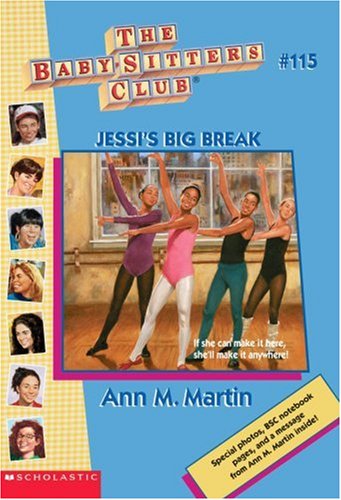 THE
BABY-SITTERS
CLUB®
#115
JESSI'S BIG BREAK
If she can make it here,
she'll make it anywhere!
Ann M. Martin
Special photos, BSC notebook
pages, and a message
from Ann M. Martin inside!
SCHOLASTIC